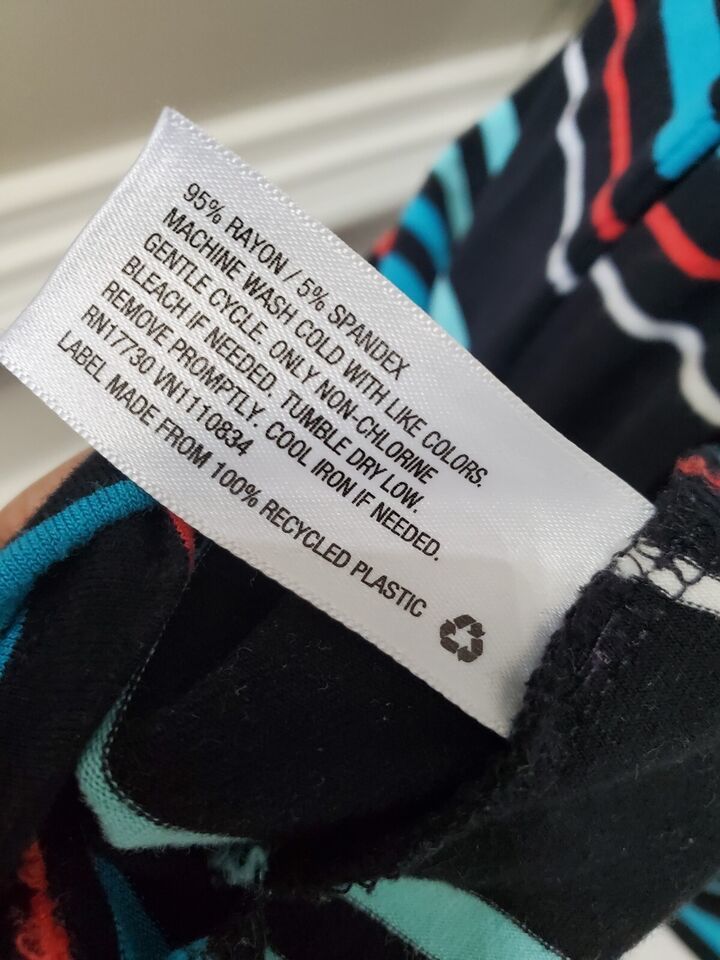 95% RAYON / 5% SPANDEX
MACHINE WASH COLD WITH LIKE COLORS.
GENTLE CYCLE. ONLY NON-CHLORINE
BLEACH IF NEEDED. TUMBLE DRY LOW.
REMOVE PROMPTLY. COOL IRON IF NEEDED.
RN17730 VN1110834
LABEL MADE FROM 100% RECYCLED PLASTIC